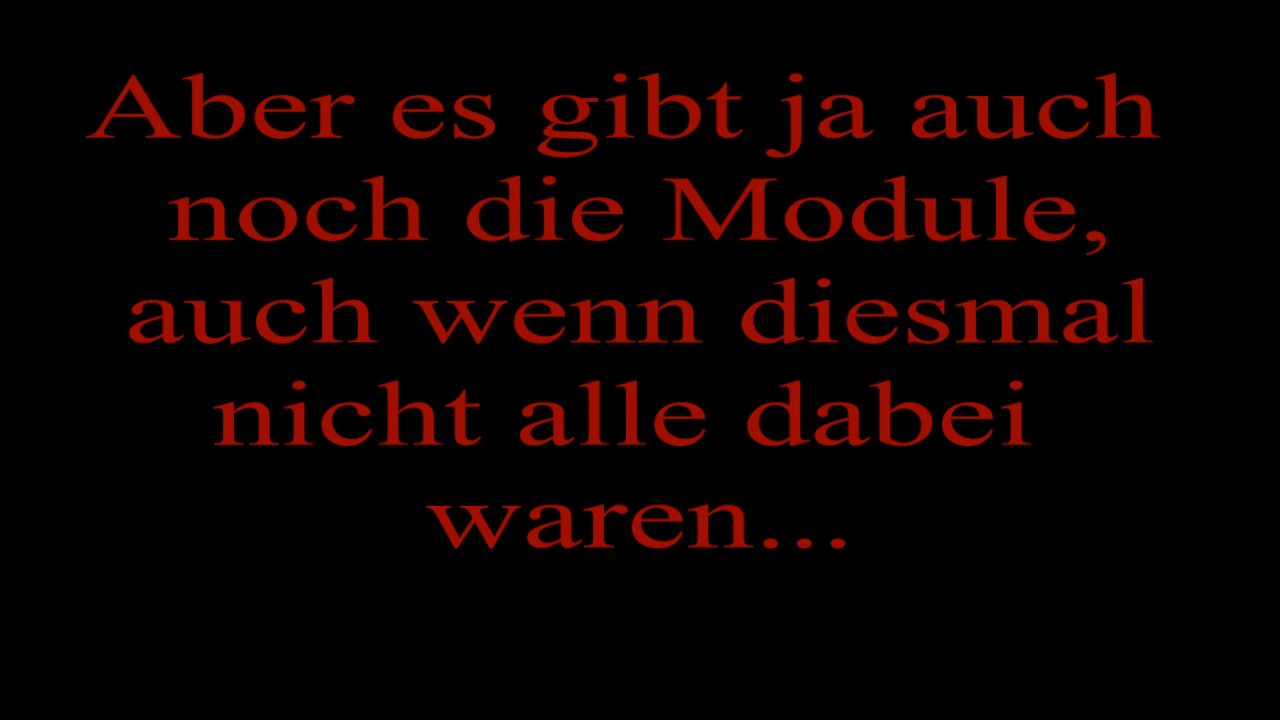 Aber es gibt ja auch
noch die Module,
auch wenn diesmal
nicht alle dabei
waren...